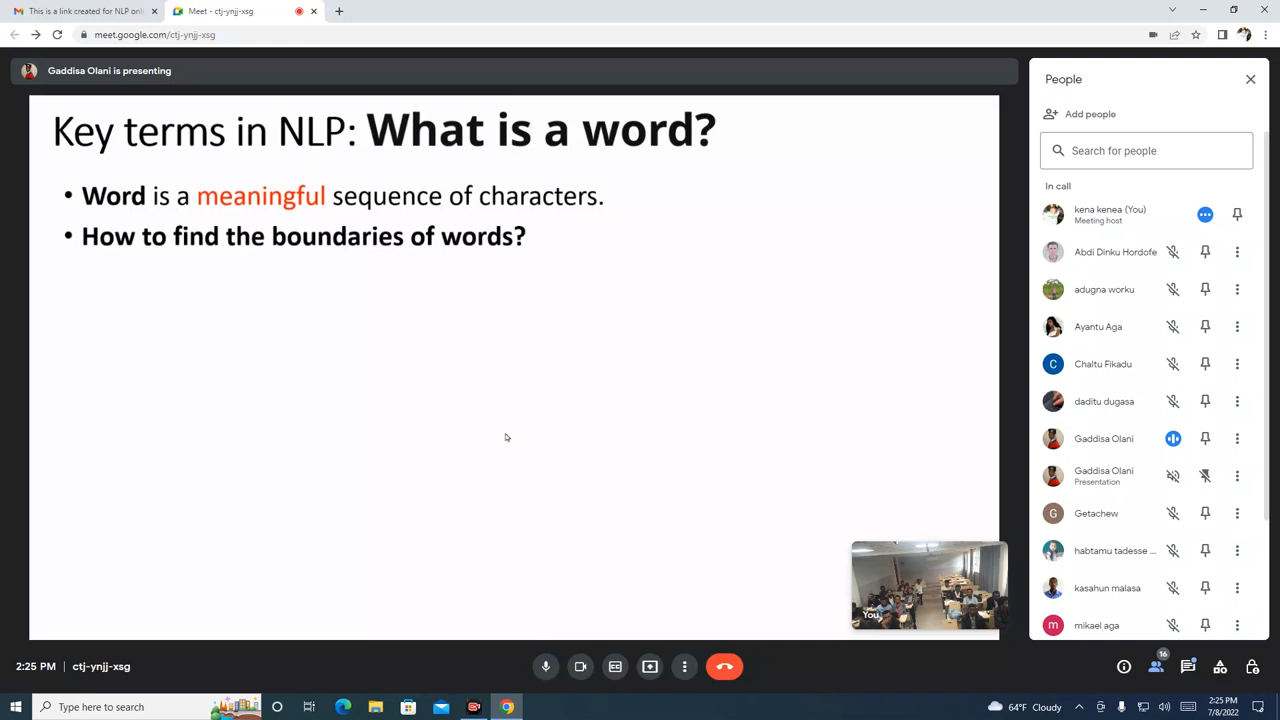 This is a link created for NLP onl
Meet - ctj-ynjj-xsg
meet.google.com/ctj-ynjj-xsg
Gaddisa Olani is presenting
Key terms in NLP: What is a word?
• Word is a meaningful sequence of characters.
• How to find the boundaries of words?
You
People
Add people
Search for people
In call
kena kenea (You)
Meeting host
Abdi Dinku Hordofe
adugna worku
Ayantu Aga
C Chaltu Fikadu
daditu dugasa
Gaddisa Olani
Gaddisa Olani
Presentation
G Getachew
habtamu tadesse ...
kasahun malasa
m mikael aga
2:25 PM | ctj-ynjj-xsg
16
Type here to search
64°F Cloudy
2:25 PM
7/8/2022